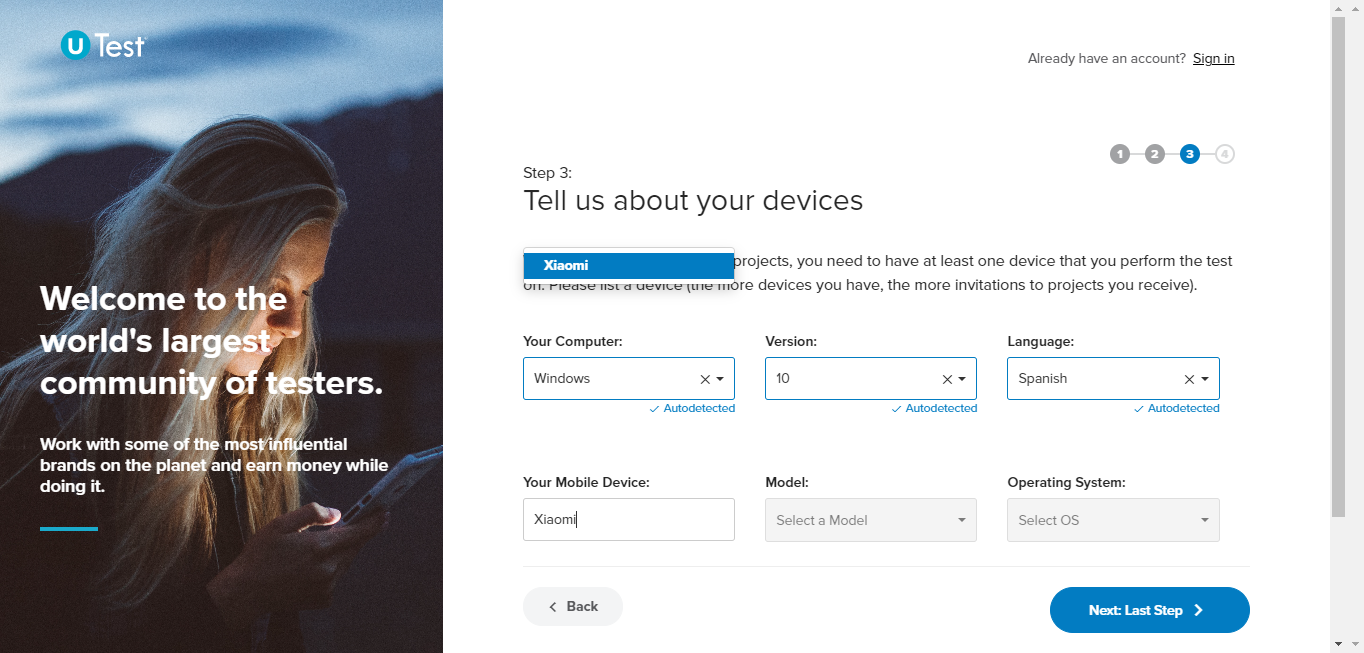 U Test
Welcome to the
world's largest
community of testers.
Work with some of the most influential
brands on the planet and earn money while
doing it.
Already have an account? Sign in
1 2 3 4
Step 3:
Tell us about your devices
Xiaomi
projects, you need to have at least one device that you perform the test
on. Please list a device (the more devices you have, the more invitations to projects you receive).
Your Computer: Version: Language:
Windows 10 Spanish
Autodetected Autodetected Autodetected
Your Mobile Device: Model: Operating System:
Xiaomi Select a Model Select OS
Back Next: Last Step